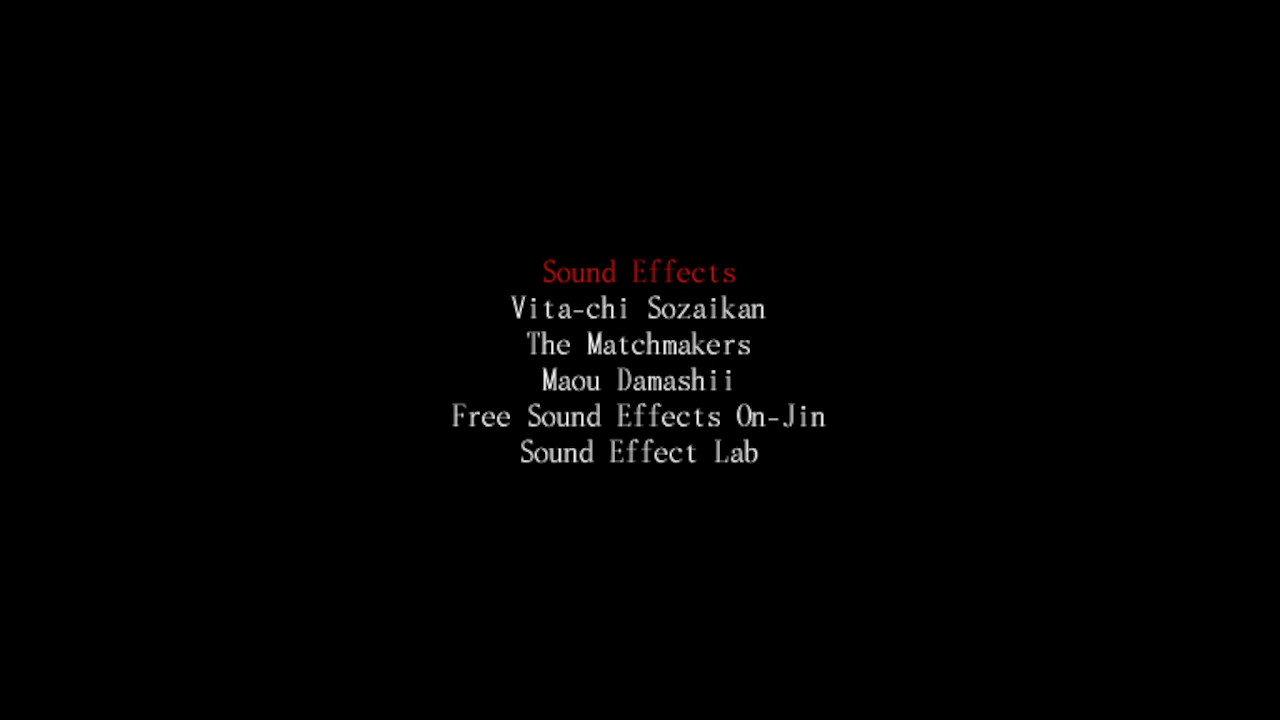 Sound Effects
Vita-chi Sozaikan
The Matchmakers
Maou Damashii
Free Sound Effects On-Jin
Sound Effect Lab